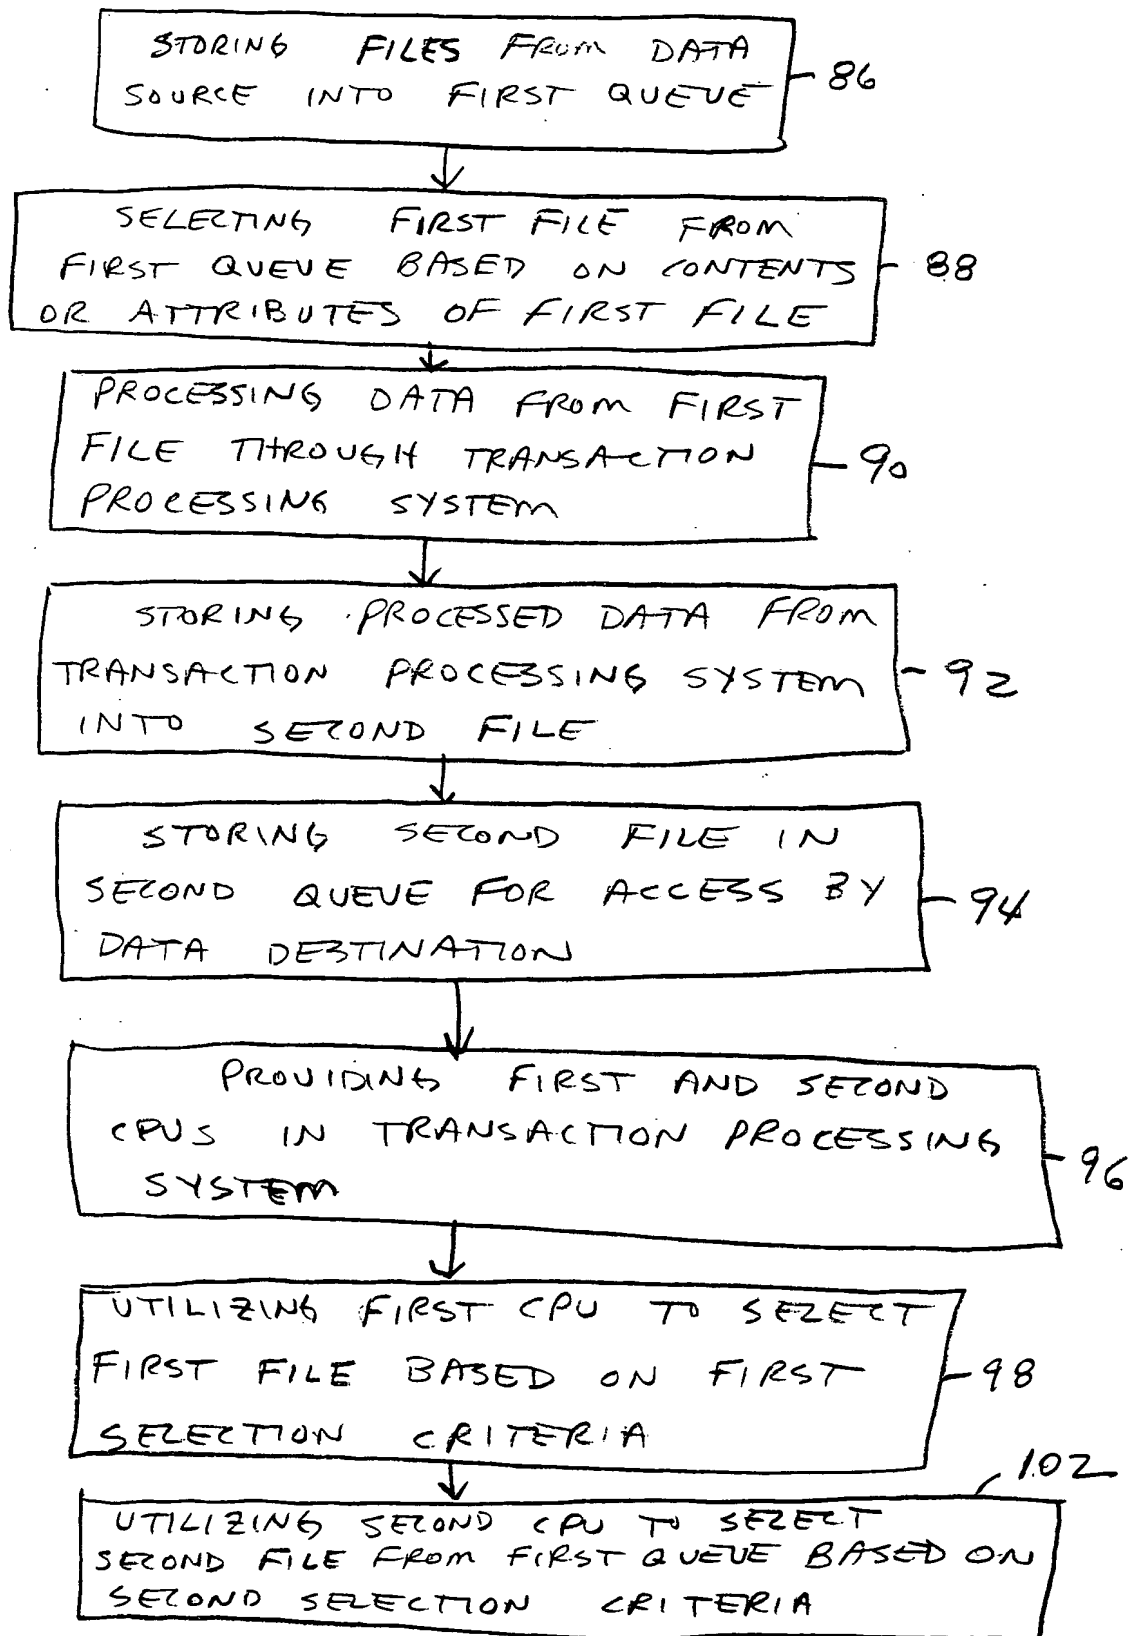 STORING FILES FROM DATA
SOURCE INTO FIRST QUEUE
86
SELECTING FIRST FILE FROM
FIRST QUEUE BASED ON CONTENTS
OR ATTRIBUTES OF FIRST FILE
88
PROCESSING DATA FROM FIRST
FILE THROUGH TRANSACTION
PROCESSING SYSTEM
90
STORING PROCESSED DATA FROM
TRANSACTION PROCESSING SYSTEM
INTO SECOND FILE
92
STORING SECOND FILE IN
SECOND QUEUE FOR ACCESS BY
DATA DESTINATION
94
PROVIDING FIRST AND SECOND
CPUS IN TRANSACTION PROCESSING
SYSTEM
96
UTILIZING FIRST CPU TO SELECT
FIRST FILE BASED ON FIRST
SELECTION CRITERIA
98
102
UTILIZING SECOND CPU TO SELECT
SECOND FILE FROM FIRST QUEUE BASED ON
SECOND SELECTION CRITERIA